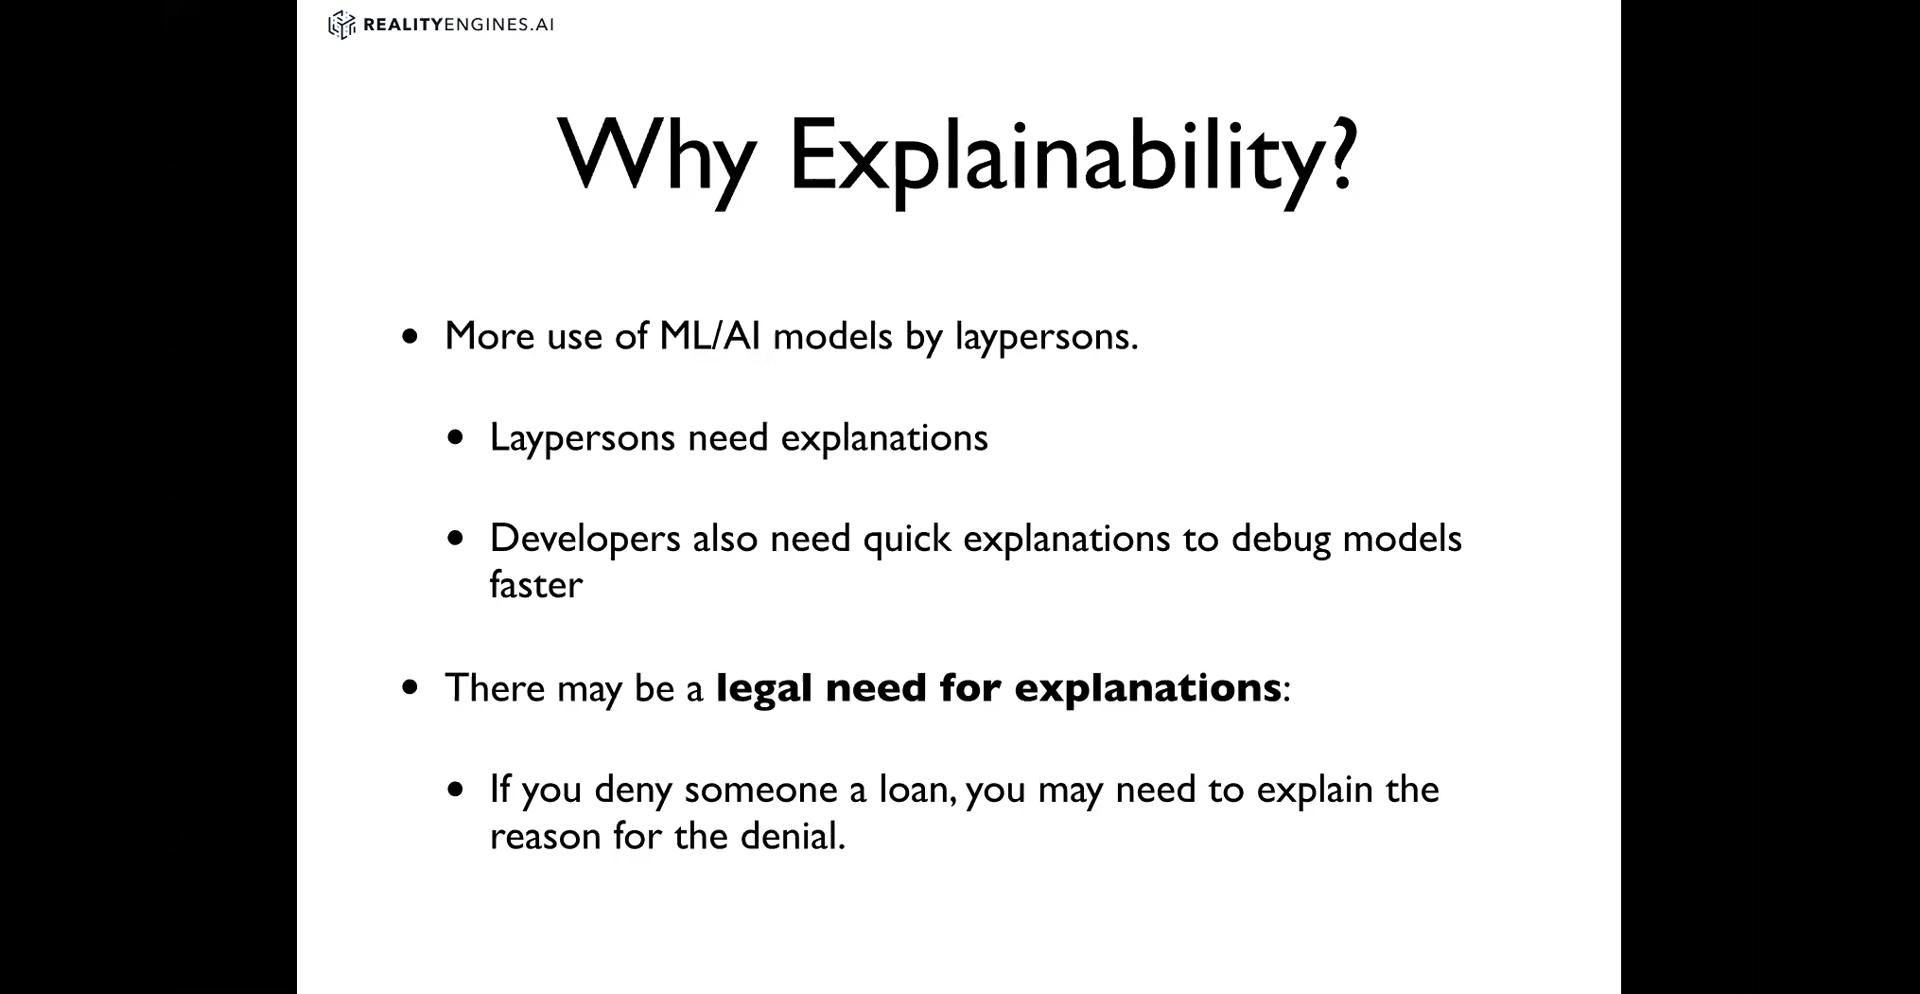 REALITYENGINES.AI
Why Explainability?
• More use of ML/AI models by laypersons.
• Laypersons need explanations
• Developers also need quick explanations to debug models
faster
• There may be a legal need for explanations:
• If you deny someone a loan, you may need to explain the
reason for the denial.